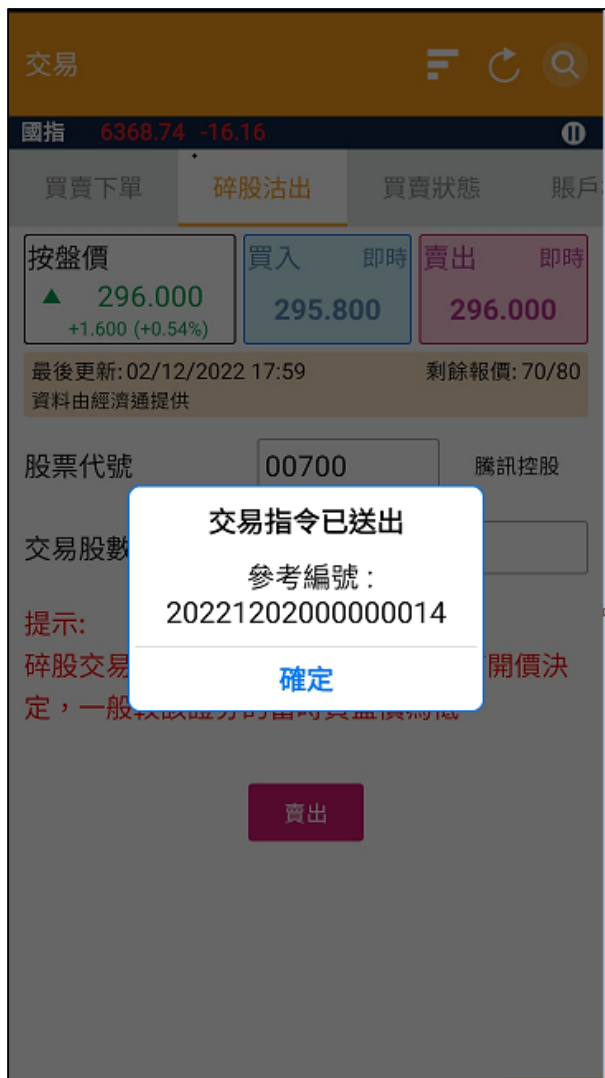 交易
國指 6368.74 -16.16
買賣下單 碎股沽出 買賣狀態 賬戶
按盤價 買入 即時 賣出 即時
▲ 296.000 295.800 296.000
+1.600 (+0.54%)
最後更新: 02/12/2022 17:59 剩餘報價: 70/80
資料由經濟通提供
股票代號 00700 騰訊控股
交易指令已送出
交易股數
參考編號 :
20221202000000014
提示:
碎股交易 開價決
確定
定，一般
賣出